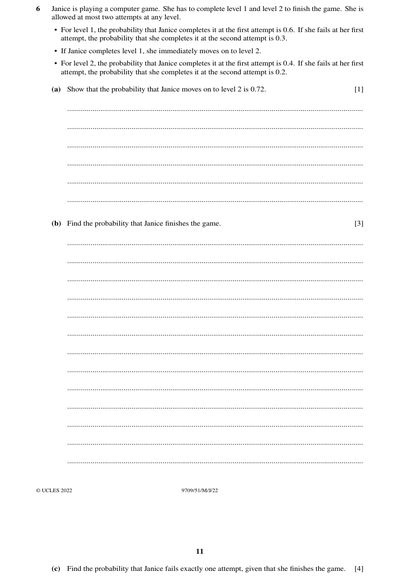 6 Janice is playing a computer game. She has to complete level 1 and level 2 to finish the game. She is
allowed at most two attempts at any level.
• For level 1, the probability that Janice completes it at the first attempt is 0.6. If she fails at her first
attempt, the probability that she completes it at the second attempt is 0.3.
• If Janice completes level 1, she immediately moves on to level 2.
• For level 2, the probability that Janice completes it at the first attempt is 0.4. If she fails at her first
attempt, the probability that she completes it at the second attempt is 0.2.
(a) Show that the probability that Janice moves on to level 2 is 0.72. [1]
(b) Find the probability that Janice finishes the game. [3]
© UCLES 2022 9709/51/M/J/22
11
(c) Find the probability that Janice fails exactly one attempt, given that she finishes the game. [4]